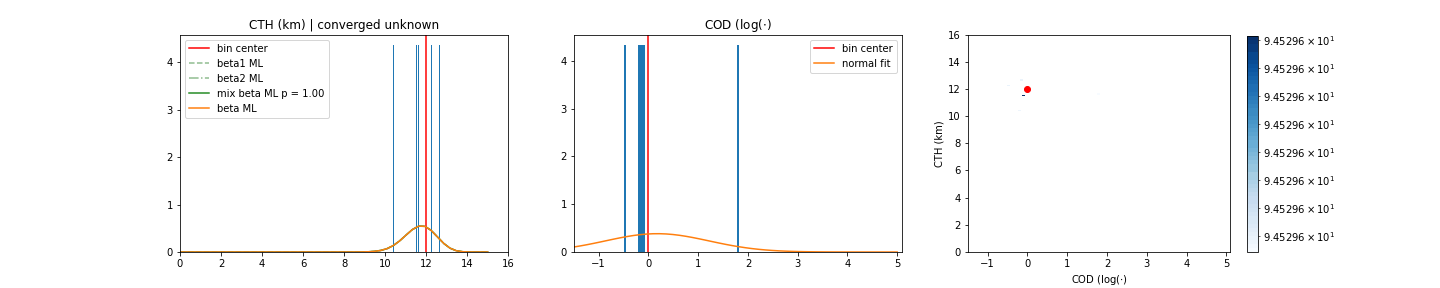 CTH (km) | converged unknown
4
3
2
1
0
0 2 4 6 8 10 12 14 16
bin center
beta1 ML
beta2 ML
mix beta ML p = 1.00
beta ML
COD (log(·)
4
3
2
1
0
−1 0 1 2 3 4 5
bin center
normal fit
16
14
12
10
8
6
4
2
0
CTH (km)
−1 0 1 2 3 4 5
COD (log(·)
9.45296 × 10¹
9.45296 × 10¹
9.45296 × 10¹
9.45296 × 10¹
9.45296 × 10¹
9.45296 × 10¹
9.45296 × 10¹
9.45296 × 10¹